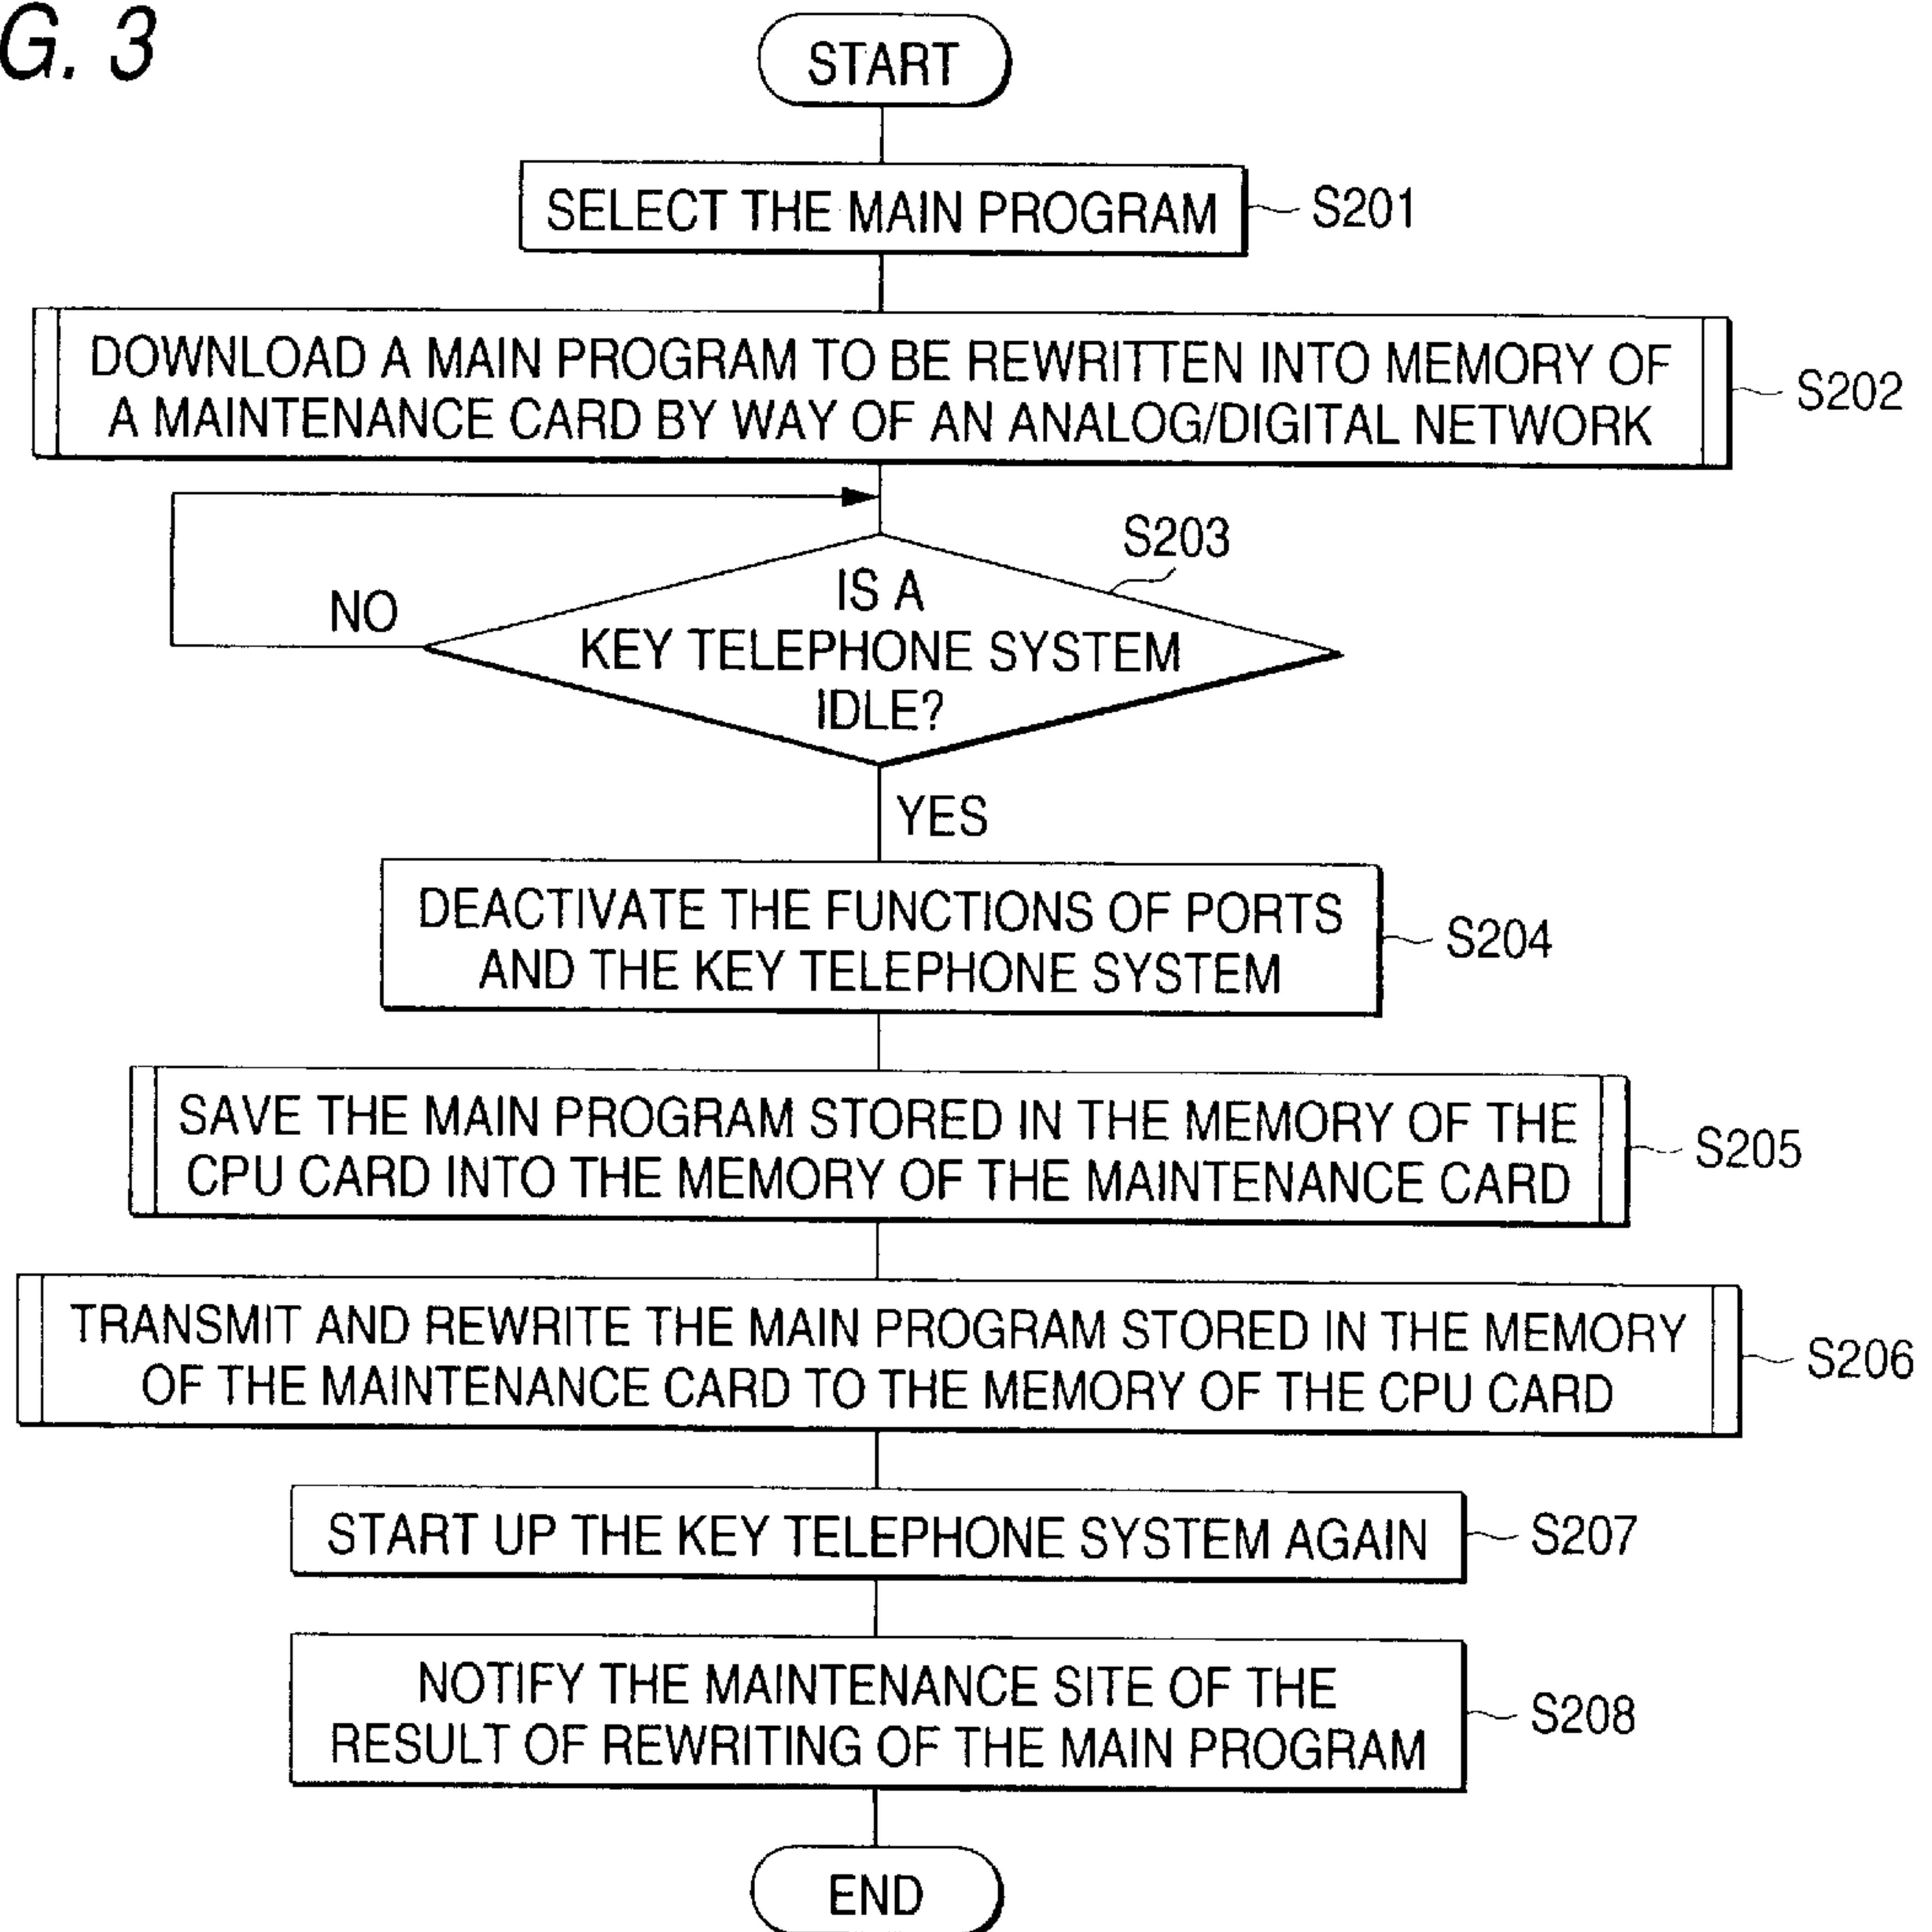 G. 3
START
SELECT THE MAIN PROGRAM
S201
DOWNLOAD A MAIN PROGRAM TO BE REWRITTEN INTO MEMORY OF
A MAINTENANCE CARD BY WAY OF AN ANALOG/DIGITAL NETWORK
S202
S203
IS A
KEY TELEPHONE SYSTEM
IDLE?
NO
YES
DEACTIVATE THE FUNCTIONS OF PORTS
AND THE KEY TELEPHONE SYSTEM
S204
SAVE THE MAIN PROGRAM STORED IN THE MEMORY OF THE
CPU CARD INTO THE MEMORY OF THE MAINTENANCE CARD
S205
TRANSMIT AND REWRITE THE MAIN PROGRAM STORED IN THE MEMORY
OF THE MAINTENANCE CARD TO THE MEMORY OF THE CPU CARD
S206
START UP THE KEY TELEPHONE SYSTEM AGAIN
S207
NOTIFY THE MAINTENANCE SITE OF THE
RESULT OF REWRITING OF THE MAIN PROGRAM
S208
END